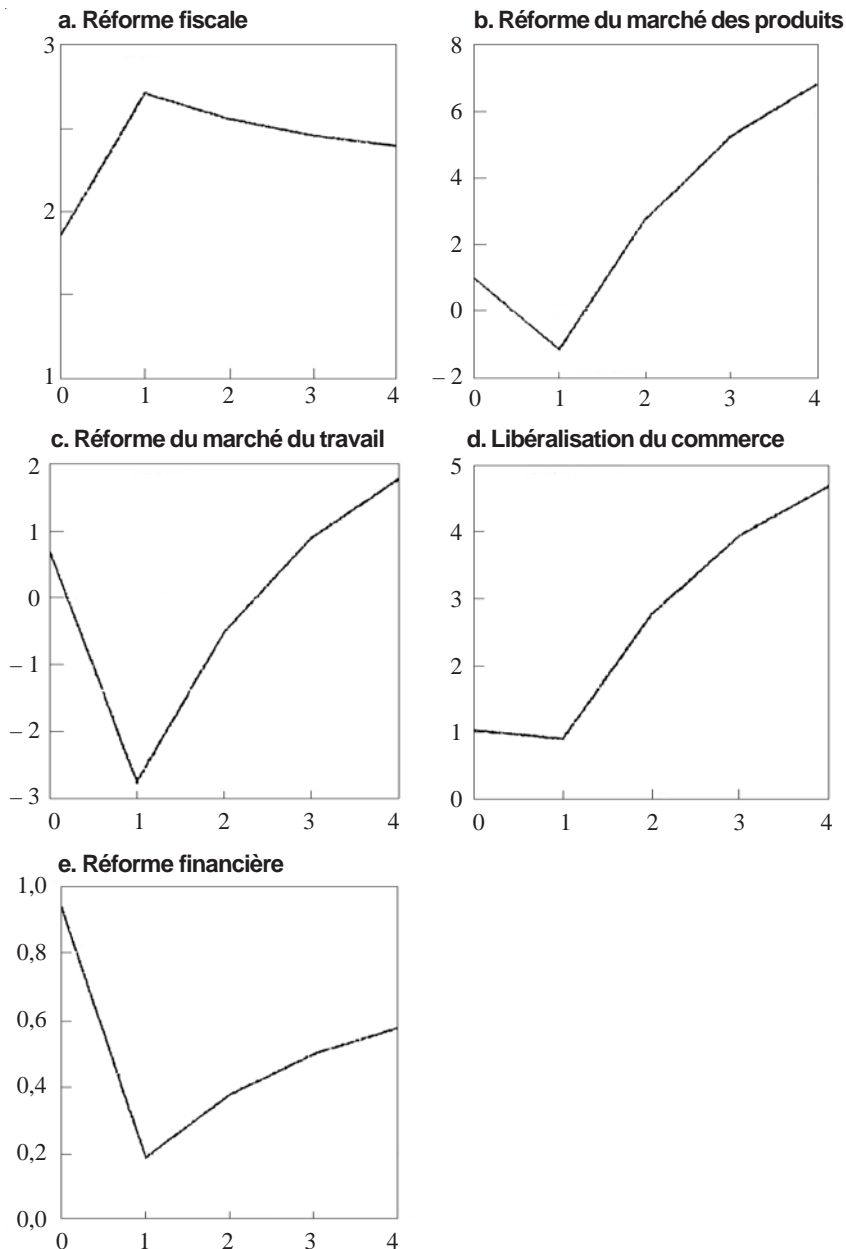 a. Réforme fiscale
3
2
1
0 1 2 3 4
b. Réforme du marché des produits
8
6
4
2
0
– 2
0 1 2 3 4
c. Réforme du marché du travail
2
1
0
– 1
– 2
– 3
0 1 2 3 4
d. Libéralisation du commerce
5
4
3
2
1
0
0 1 2 3 4
e. Réforme financière
1,0
0,8
0,6
0,4
0,2
0,0
0 1 2 3 4